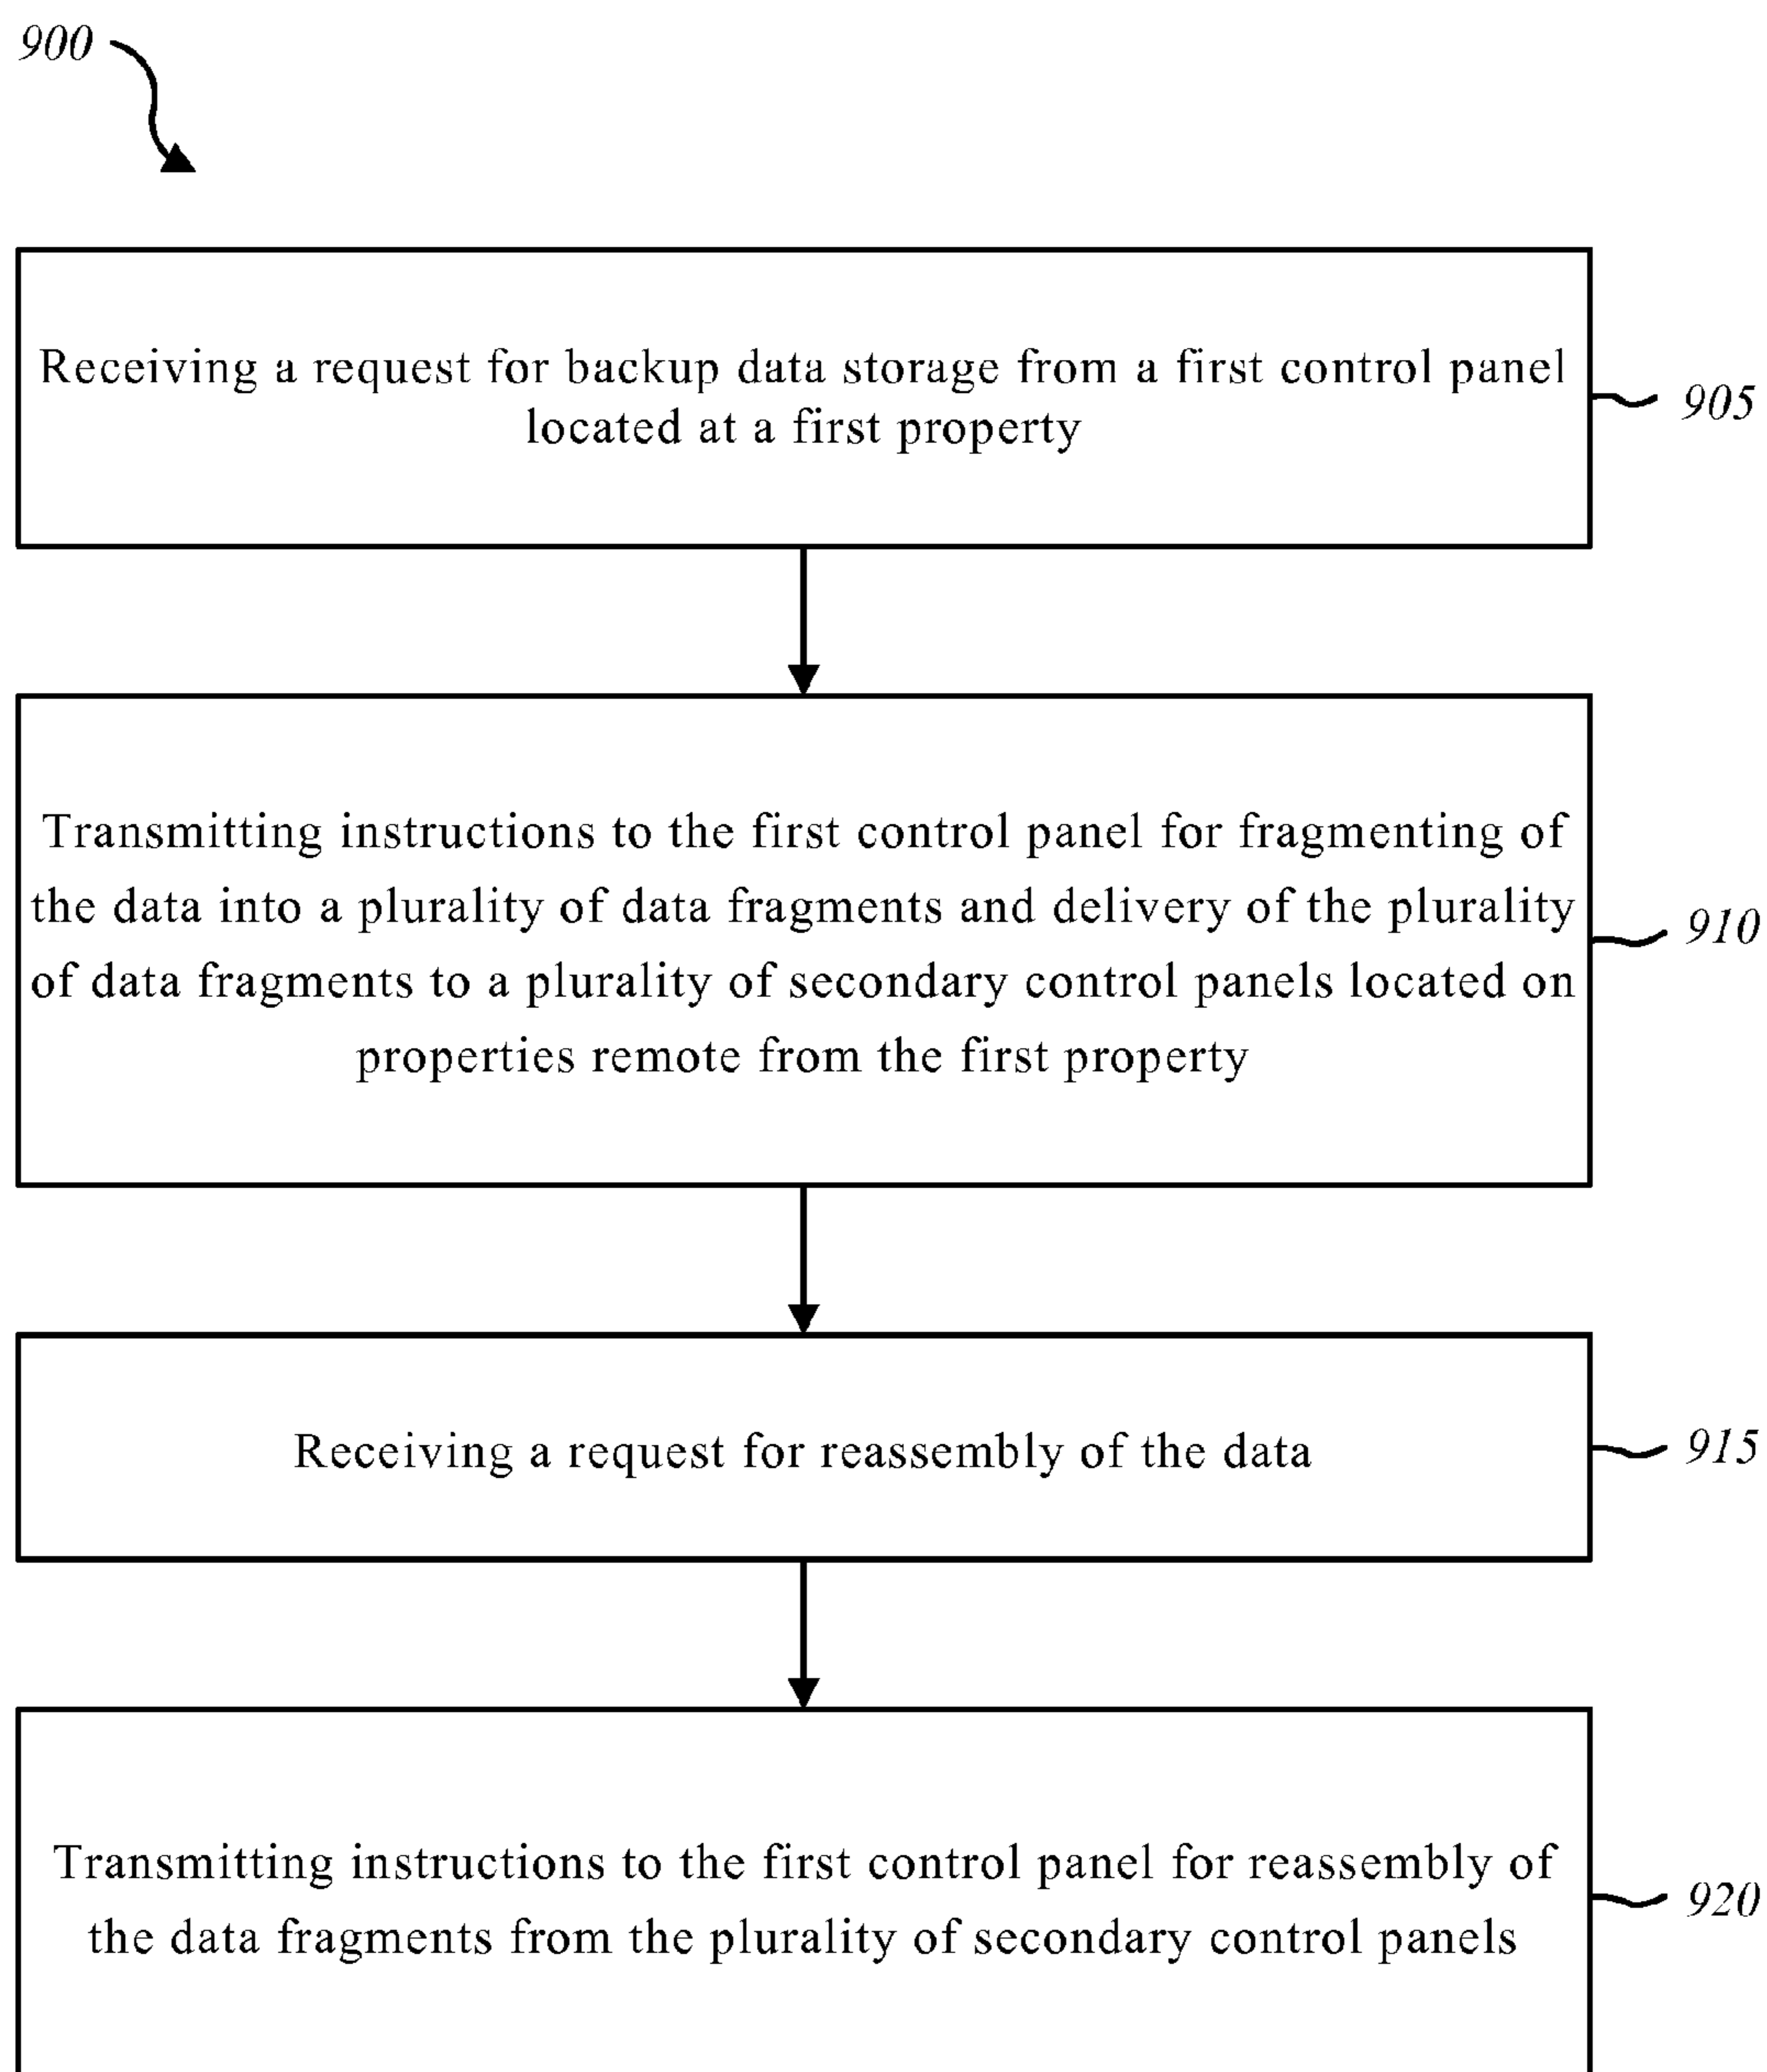 900
Receiving a request for backup data storage from a first control panel
located at a first property
905
Transmitting instructions to the first control panel for fragmenting of
the data into a plurality of data fragments and delivery of the plurality
of data fragments to a plurality of secondary control panels located on
properties remote from the first property
910
Receiving a request for reassembly of the data
915
Transmitting instructions to the first control panel for reassembly of
the data fragments from the plurality of secondary control panels
920